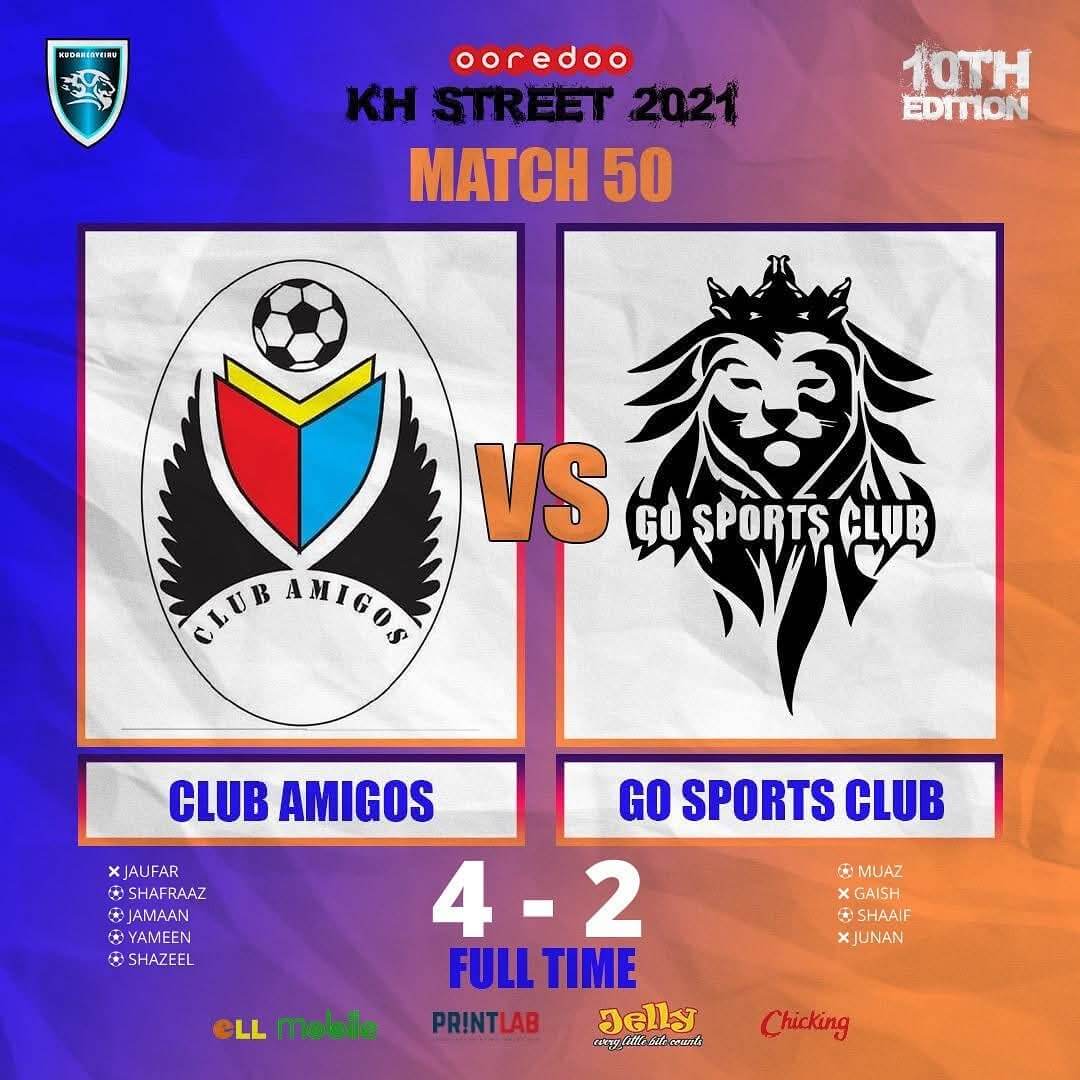 KUDAHENVEIRU
ooredoo
KH STREET 2021
10TH
EDITION
MATCH 50
CLUB AMIGOS
VS
GO SPORTS CLUB
CLUB AMIGOS
GO SPORTS CLUB
JAUFAR
SHAFRAAZ
JAMAAN
YAMEEN
SHAZEEL
4 - 2
FULL TIME
MUAZ
GAISH
SHAAIF
JUNAN
eLL mobile
PR!NTLAB
Jelly
every little bite counts
Chicking